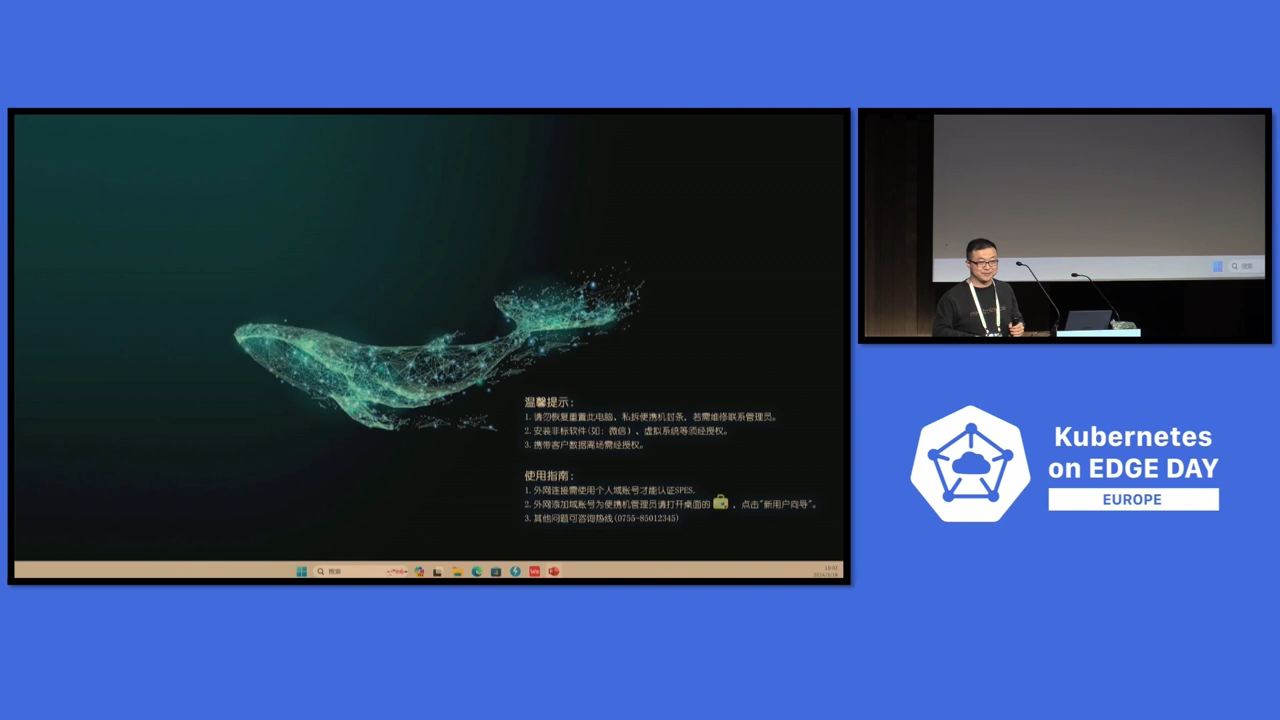 温馨提示：
1. 请勿恢复重置此电脑，私拆便携机封条，若需维修联系管理员。
2. 安装非标软件(如：微信）、虚拟系统等须经授权。
3. 携带客户数据离场需经授权。
使用指南：
1. 外网连接需使用个人域账号才能认证SPES.
2. 外网添加域账号为便携机管理员请打开桌面的 ，点击"新用户向导"。
3. 其他问题可咨询热线(0755-85012345)
搜索
搜索
Kubernetes
on EDGE DAY
EUROPE